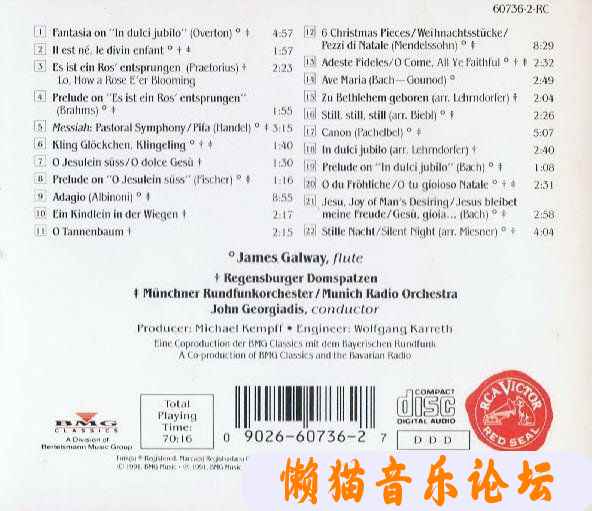 60736-2-RC
1 Fantasia on "In dulci jubilo" (Overton) ° ‡ 4:57
2 Il est né, le divin enfant ° † ‡ 1:57
3 Es ist ein Ros' entsprungen (Praetorius) † 2:23
Lo, How a Rose E'er Blooming
4 Prelude on "Es ist ein Ros' entsprungen"
(Brahms) ° ‡ 1:55
5 Messiah: Pastoral Symphony/Pifa (Handel) ° ‡ 3:15
6 Kling Glöckchen, Klingeling ° † ‡ 1:40
7 O Jesulein süss/O dolce Gesù † 1:30
8 Prelude on "O Jesulein süss" (Fischer) ° ‡ 1:16
9 Adagio (Albinoni) ° ‡ 8:55
10 Ein Kindlein in der Wiegen † 2:17
11 O Tannenbaum † 2:15
12 6 Christmas Pieces/Weihnachtsstücke/
Pezzi di Natale (Mendelssohn) ° ‡ 8:29
13 Adeste Fideles/O Come, All Ye Faithful ° † ‡ 2:32
14 Ave Maria (Bach—Gounod) ° 2:49
15 Zu Bethlehem geboren (arr. Lehrndorfer) † 2:04
16 Still, still, still (arr. Biebl) ° † 2:26
17 Canon (Pachelbel) ° ‡ 5:07
18 In dulci jubilo (arr. Lehrndorfer) † 2:40
19 Prelude on "In dulci jubilo" (Bach) ° ‡ 1:08
20 O du Fröhliche/O tu gioioso Natale ° † ‡ 2:31
21 Jesu, Joy of Man's Desiring/Jesus bleibet
meine Freude/Gesù, gioia... (Bach) ° ‡ 2:58
22 Stille Nacht/Silent Night (arr. Miesner) ° ‡ 4:04
° James Galway, flute
† Regensburger Domspatzen
‡ Münchner Rundfunkorchester/Munich Radio Orchestra
John Georgiadis, conductor
Producer: Michael Kempff • Engineer: Wolfgang Karreth
Eine Coproduction der BMG Classics mit dem Bayerischen Rundfunk
A Co-production of BMG Classics and the Bavarian Radio
BMG
CLASSICS
A Division of
Bertelsmann Music Group
Total
Playing
Time:
70:16
0 9026-60736-2 7
COMPACT
disc
DIGITAL AUDIO
D D D
RCA VICTOR
RED SEAL
Registered. Marca(s) Registrada(s)
1991, BMG Music 1991, BMG Music
懒猫音乐论坛